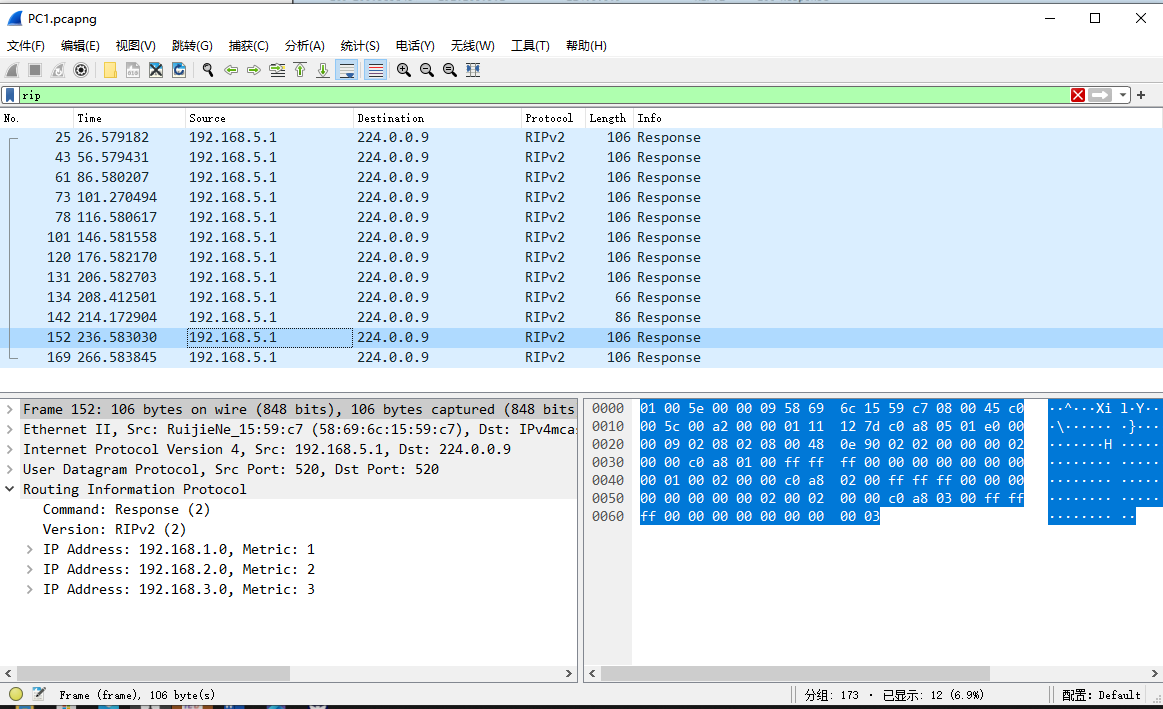 PC1.pcapng
文件(F) 编辑(E) 视图(V) 跳转(G) 捕获(C) 分析(A) 统计(S) 电话(Y) 无线(W) 工具(T) 帮助(H)
rip
No. Time Source Destination Protocol Length Info
25 26.579182 192.168.5.1 224.0.0.9 RIPv2 106 Response
43 56.579431 192.168.5.1 224.0.0.9 RIPv2 106 Response
61 86.580207 192.168.5.1 224.0.0.9 RIPv2 106 Response
73 101.270494 192.168.5.1 224.0.0.9 RIPv2 106 Response
78 116.580617 192.168.5.1 224.0.0.9 RIPv2 106 Response
101 146.581558 192.168.5.1 224.0.0.9 RIPv2 106 Response
120 176.582170 192.168.5.1 224.0.0.9 RIPv2 106 Response
131 206.582703 192.168.5.1 224.0.0.9 RIPv2 106 Response
134 208.412501 192.168.5.1 224.0.0.9 RIPv2 66 Response
142 214.172904 192.168.5.1 224.0.0.9 RIPv2 86 Response
152 236.583030 192.168.5.1 224.0.0.9 RIPv2 106 Response
169 266.583845 192.168.5.1 224.0.0.9 RIPv2 106 Response
Frame 152: 106 bytes on wire (848 bits), 106 bytes captured (848 bits
Ethernet II, Src: RuijieNe_15:59:c7 (58:69:6c:15:59:c7), Dst: IPv4mcas
Internet Protocol Version 4, Src: 192.168.5.1, Dst: 224.0.0.9
User Datagram Protocol, Src Port: 520, Dst Port: 520
Routing Information Protocol
Command: Response (2)
Version: RIPv2 (2)
IP Address: 192.168.1.0, Metric: 1
IP Address: 192.168.2.0, Metric: 2
IP Address: 192.168.3.0, Metric: 3
0000 01 00 5e 00 00 09 58 69 6c 15 59 c7 08 00 45 c0 ··^···Xi l·Y···
0010 00 5c 00 a2 00 00 01 11 12 7d c0 a8 05 01 e0 00 ·\······ ·}····
0020 00 09 02 08 02 08 00 48 0e 90 02 02 00 00 00 02 ·······H ·····
0030 00 00 c0 a8 01 00 ff ff ff 00 00 00 00 00 00 00 ········ ·····
0040 00 01 00 02 00 00 c0 a8 02 00 ff ff ff 00 00 00 ········ ·····
0050 00 00 00 00 00 02 00 02 00 00 c0 a8 03 00 ff ff ········ ·····
0060 ff 00 00 00 00 00 00 00 00 03 ········ ··
Frame (frame), 106 byte(s)
分组: 173 · 已显示: 12 (6.9%)
配置: Default